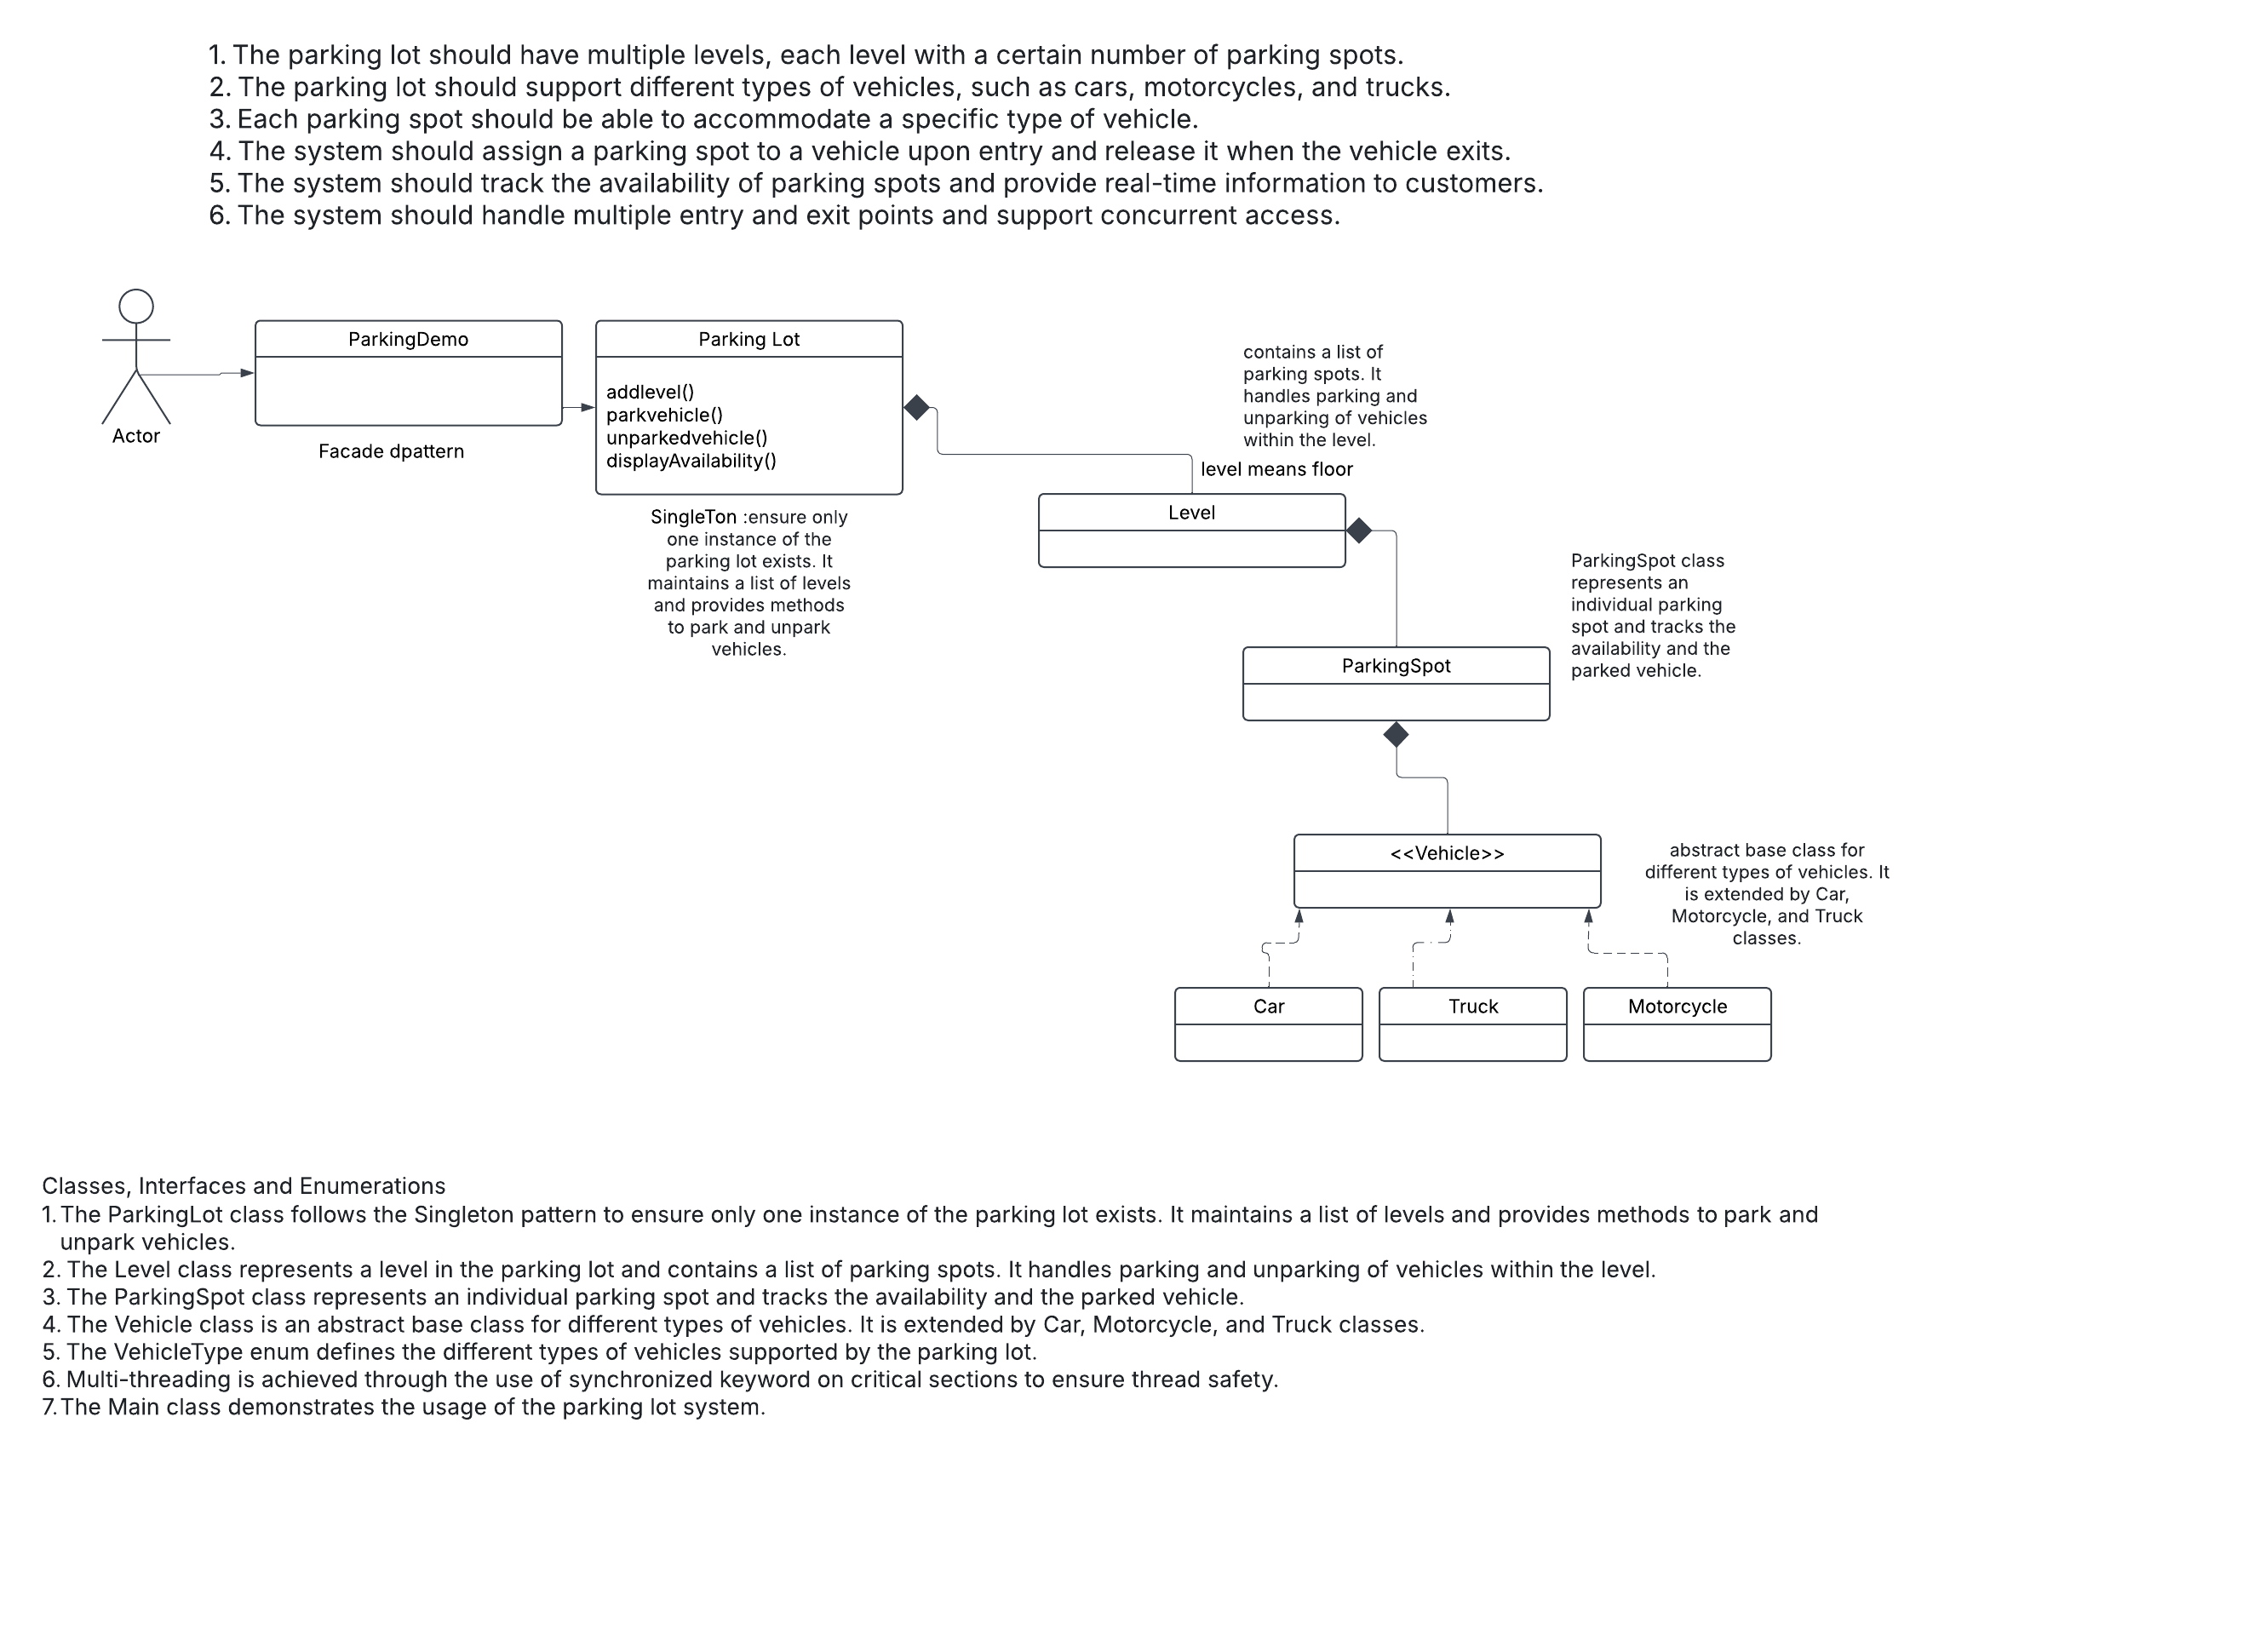 1. The parking lot should have multiple levels, each level with a certain number of parking spots.
2. The parking lot should support different types of vehicles, such as cars, motorcycles, and trucks.
3. Each parking spot should be able to accommodate a specific type of vehicle.
4. The system should assign a parking spot to a vehicle upon entry and release it when the vehicle exits.
5. The system should track the availability of parking spots and provide real-time information to customers.
6. The system should handle multiple entry and exit points and support concurrent access.
Actor
ParkingDemo
Facade dpattern
Parking Lot
addlevel()
parkvehicle()
unparkedvehicle()
displayAvailability()
SingleTon :ensure only
one instance of the
parking lot exists. It
maintains a list of levels
and provides methods
to park and unpark
vehicles.
contains a list of
parking spots. It
handles parking and
unparking of vehicles
within the level.
level means floor
Level
ParkingSpot class
represents an
individual parking
spot and tracks the
availability and the
parked vehicle.
ParkingSpot
<<Vehicle>>
abstract base class for
different types of vehicles. It
is extended by Car,
Motorcycle, and Truck
classes.
Car
Truck
Motorcycle
Classes, Interfaces and Enumerations
1. The ParkingLot class follows the Singleton pattern to ensure only one instance of the parking lot exists. It maintains a list of levels and provides methods to park and
unpark vehicles.
2. The Level class represents a level in the parking lot and contains a list of parking spots. It handles parking and unparking of vehicles within the level.
3. The ParkingSpot class represents an individual parking spot and tracks the availability and the parked vehicle.
4. The Vehicle class is an abstract base class for different types of vehicles. It is extended by Car, Motorcycle, and Truck classes.
5. The VehicleType enum defines the different types of vehicles supported by the parking lot.
6. Multi-threading is achieved through the use of synchronized keyword on critical sections to ensure thread safety.
7. The Main class demonstrates the usage of the parking lot system.